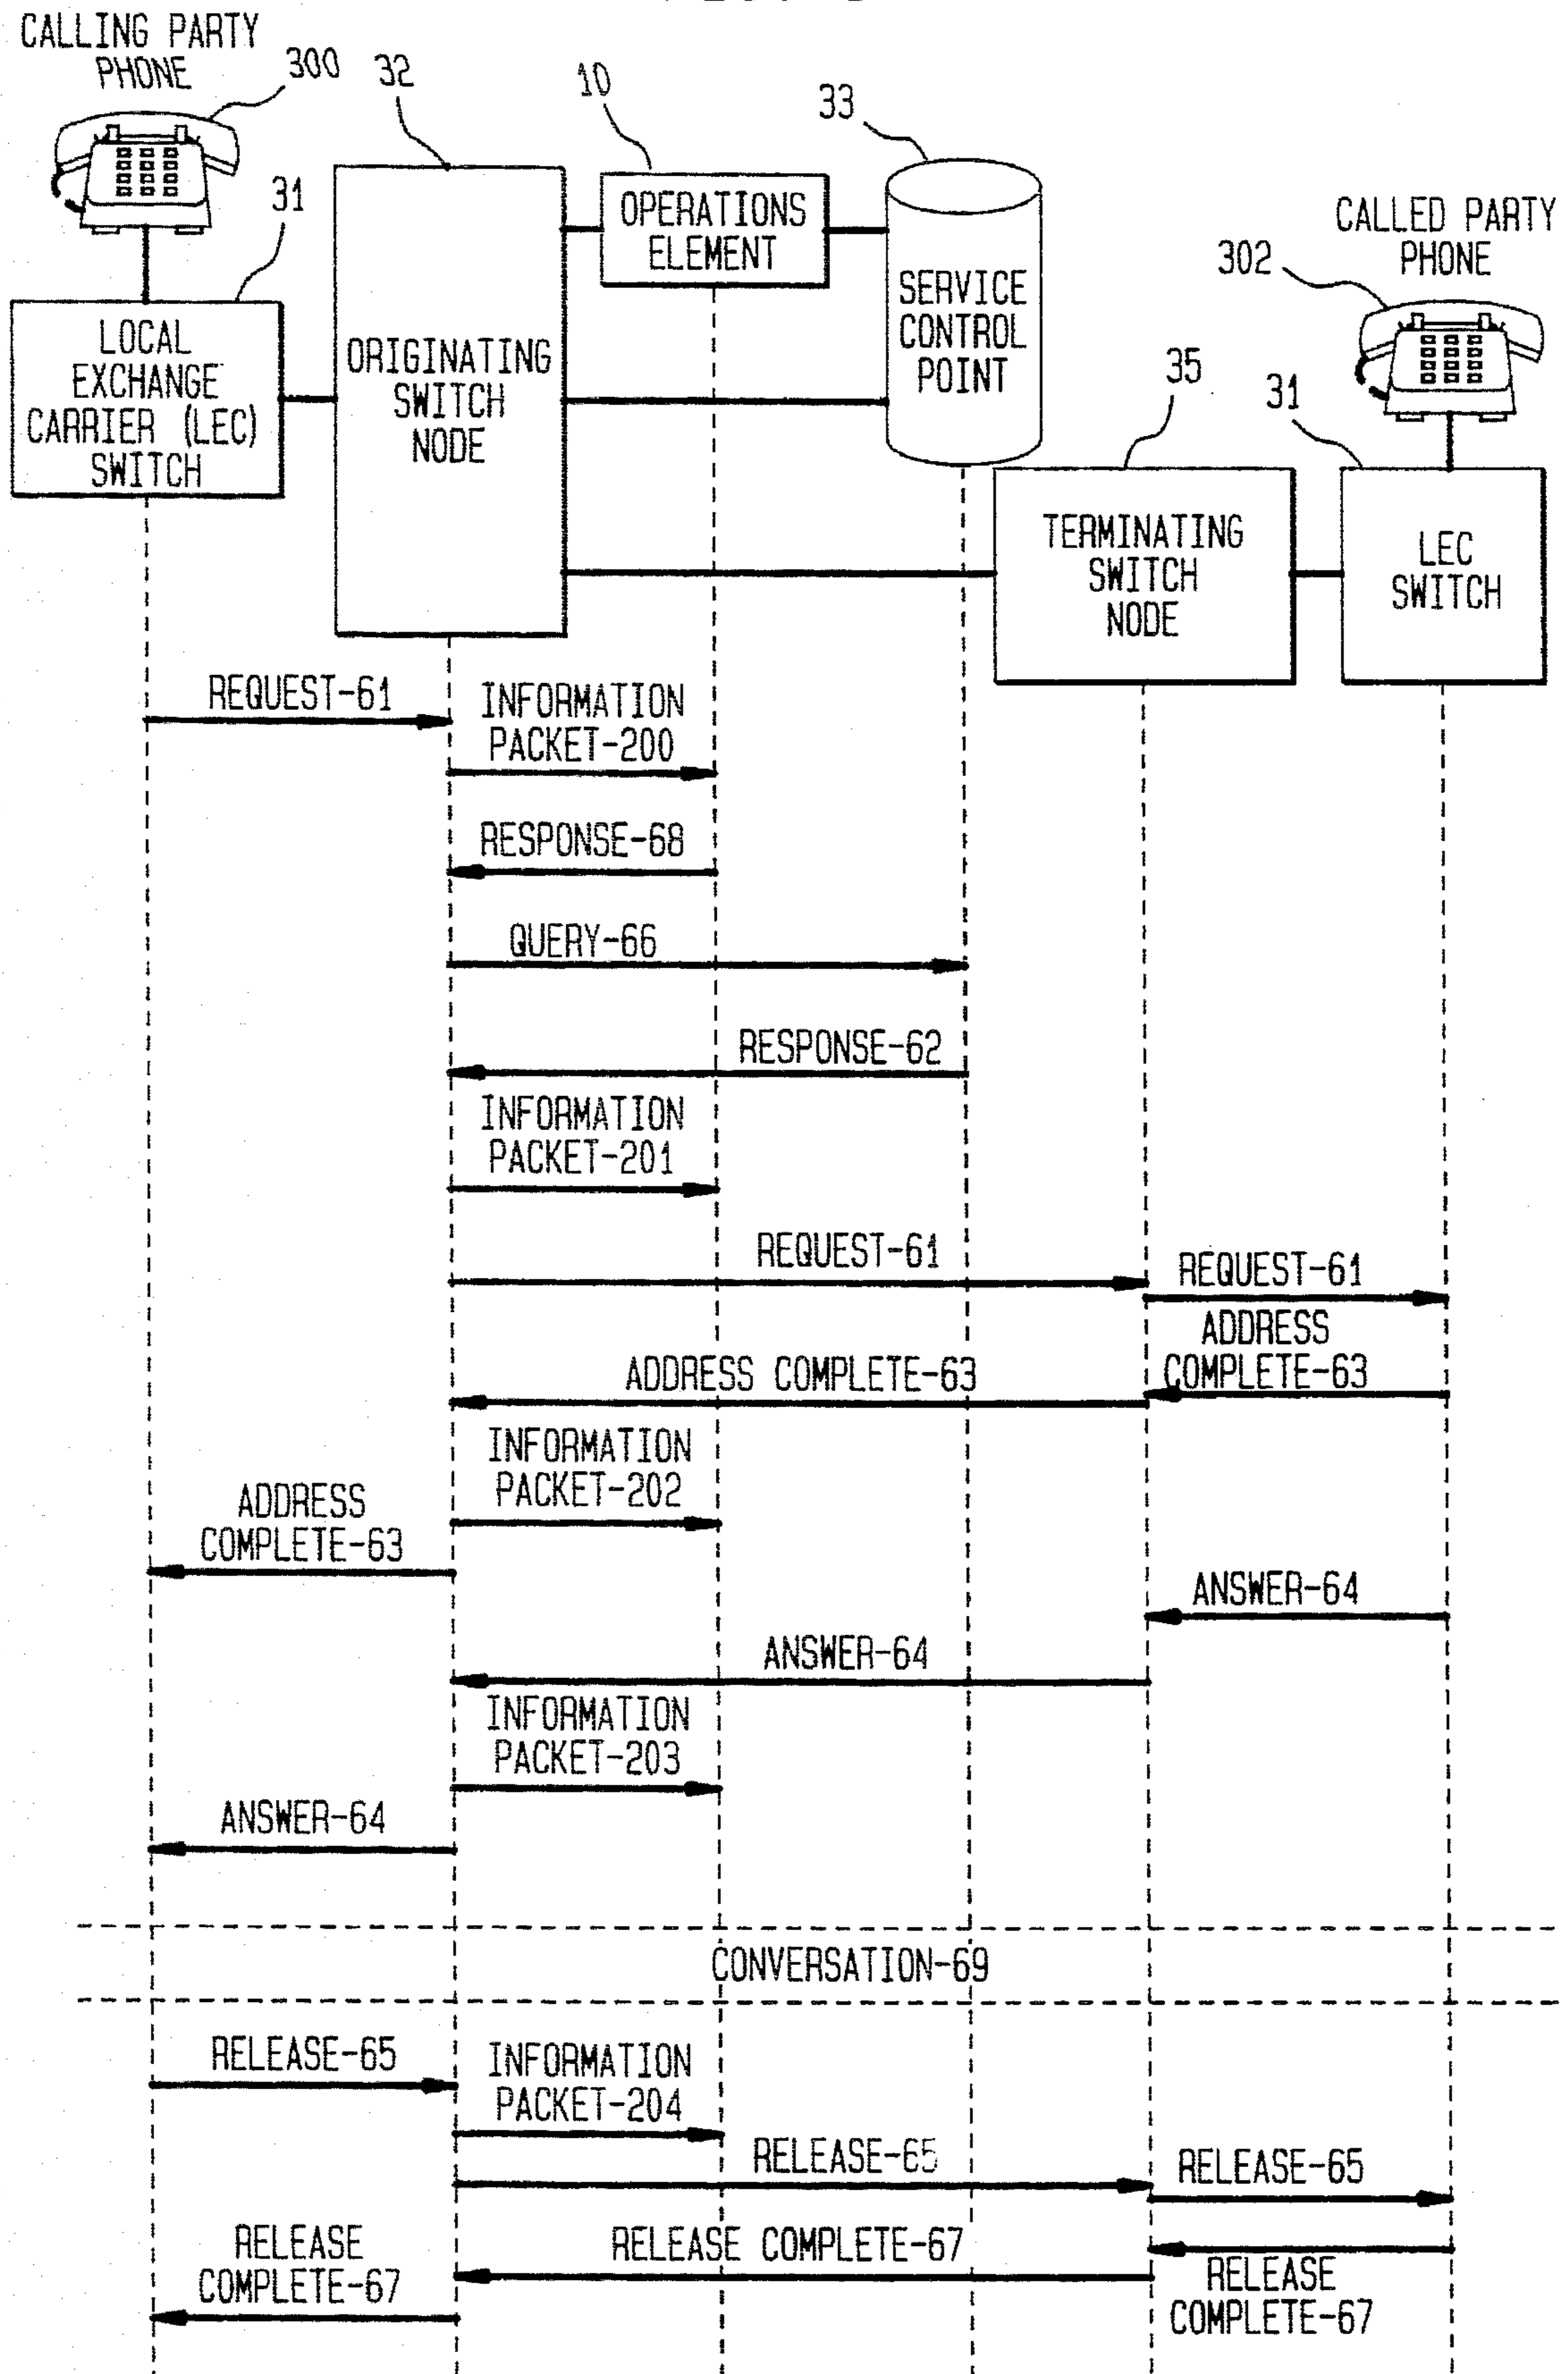 CALLING PARTY
PHONE
300
32
10
33
31
OPERATIONS
ELEMENT
CALLED PARTY
PHONE
302
LOCAL
EXCHANGE
CARRIER (LEC)
SWITCH
ORIGINATING
SWITCH
NODE
SERVICE
CONTROL
POINT
35
31
TERMINATING
SWITCH
NODE
LEC
SWITCH
REQUEST-61
INFORMATION
PACKET-200
RESPONSE-68
QUERY-66
RESPONSE-62
INFORMATION
PACKET-201
REQUEST-61
REQUEST-61
ADDRESS
COMPLETE-63
ADDRESS COMPLETE-63
INFORMATION
PACKET-202
ADDRESS
COMPLETE-63
ANSWER-64
ANSWER-64
INFORMATION
PACKET-203
ANSWER-64
CONVERSATION-69
RELEASE-65
INFORMATION
PACKET-204
RELEASE-65
RELEASE-65
RELEASE COMPLETE-67
RELEASE
COMPLETE-67
RELEASE
COMPLETE-67